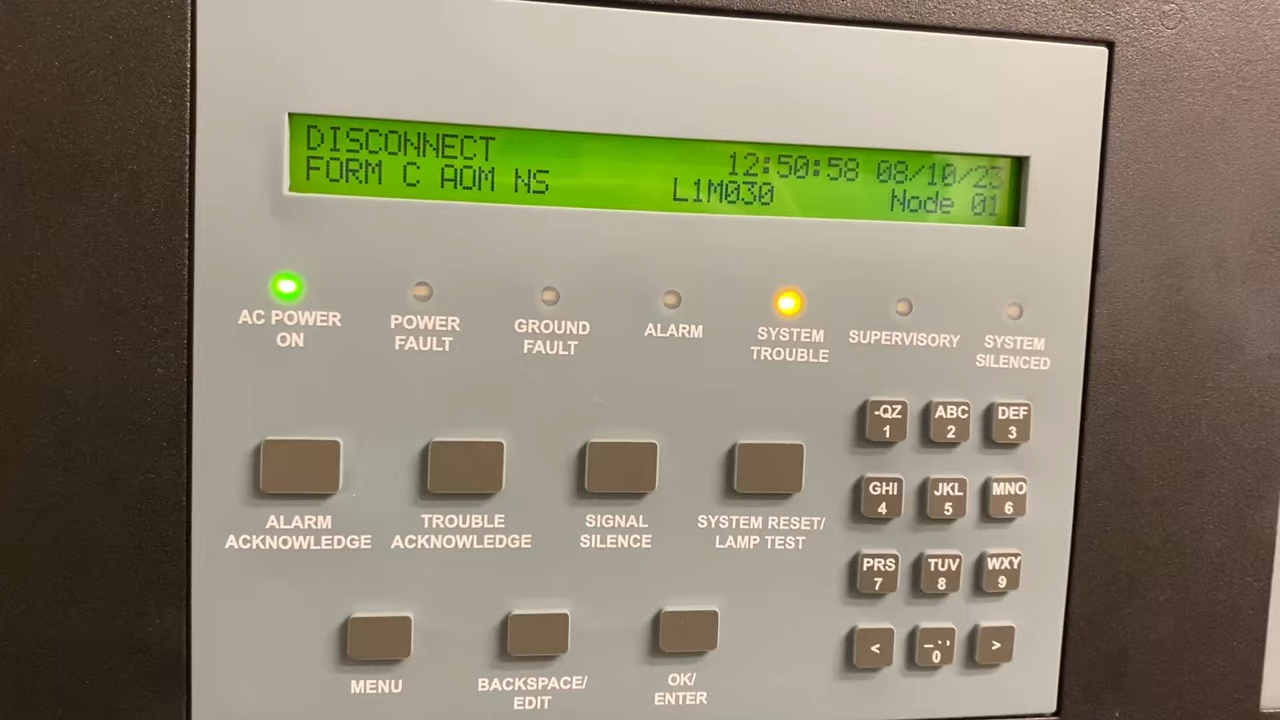 DISCONNECT
12:50:58 08/10/23
FORM C AOM NS L1M030 Node 01
AC POWER
ON
POWER
FAULT
GROUND
FAULT
ALARM
SYSTEM
TROUBLE
SUPERVISORY
SYSTEM
SILENCED
-QZ
1
ABC
2
DEF
3
GHI
4
JKL
5
MNO
6
PRS
7
TUV
8
WXY
9
<
0
>
ALARM
ACKNOWLEDGE
TROUBLE
ACKNOWLEDGE
SIGNAL
SILENCE
SYSTEM RESET/
LAMP TEST
MENU
BACKSPACE/
EDIT
OK/
ENTER